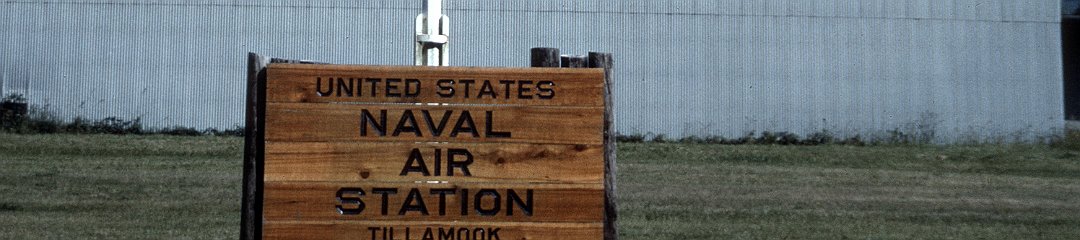 UNITED STATES
NAVAL
AIR
STATION
TILLAMOOK